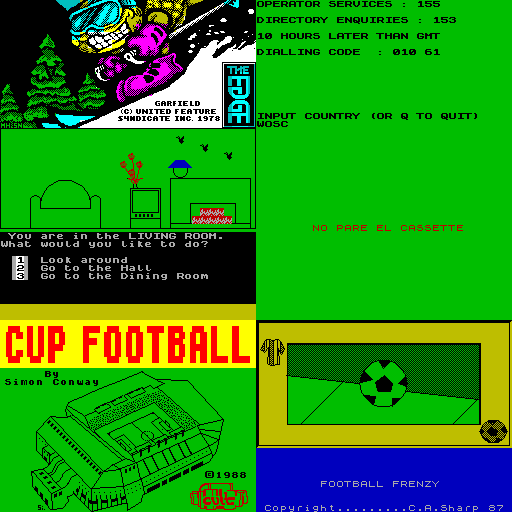 THE
EDGE
GARFIELD
(C) UNITED FEATURE
SYNDICATE INC. 1978
OPERATOR SERVICES : 155
DIRECTORY ENQUIRIES : 153
10 HOURS LATER THAN GMT
DIALLING CODE : 010 61
INPUT COUNTRY (OR Q TO QUIT)
WOSC
You are in the LIVING ROOM.
What would you like to do?
1 Look around
2 Go to the Hall
3 Go to the Dining Room
NO PARE EL CASSETTE
CUP FOOTBALL
By
Simon Conway
©1988
FOOTBALL FRENZY
Copyright.........C.A.Sharp 87